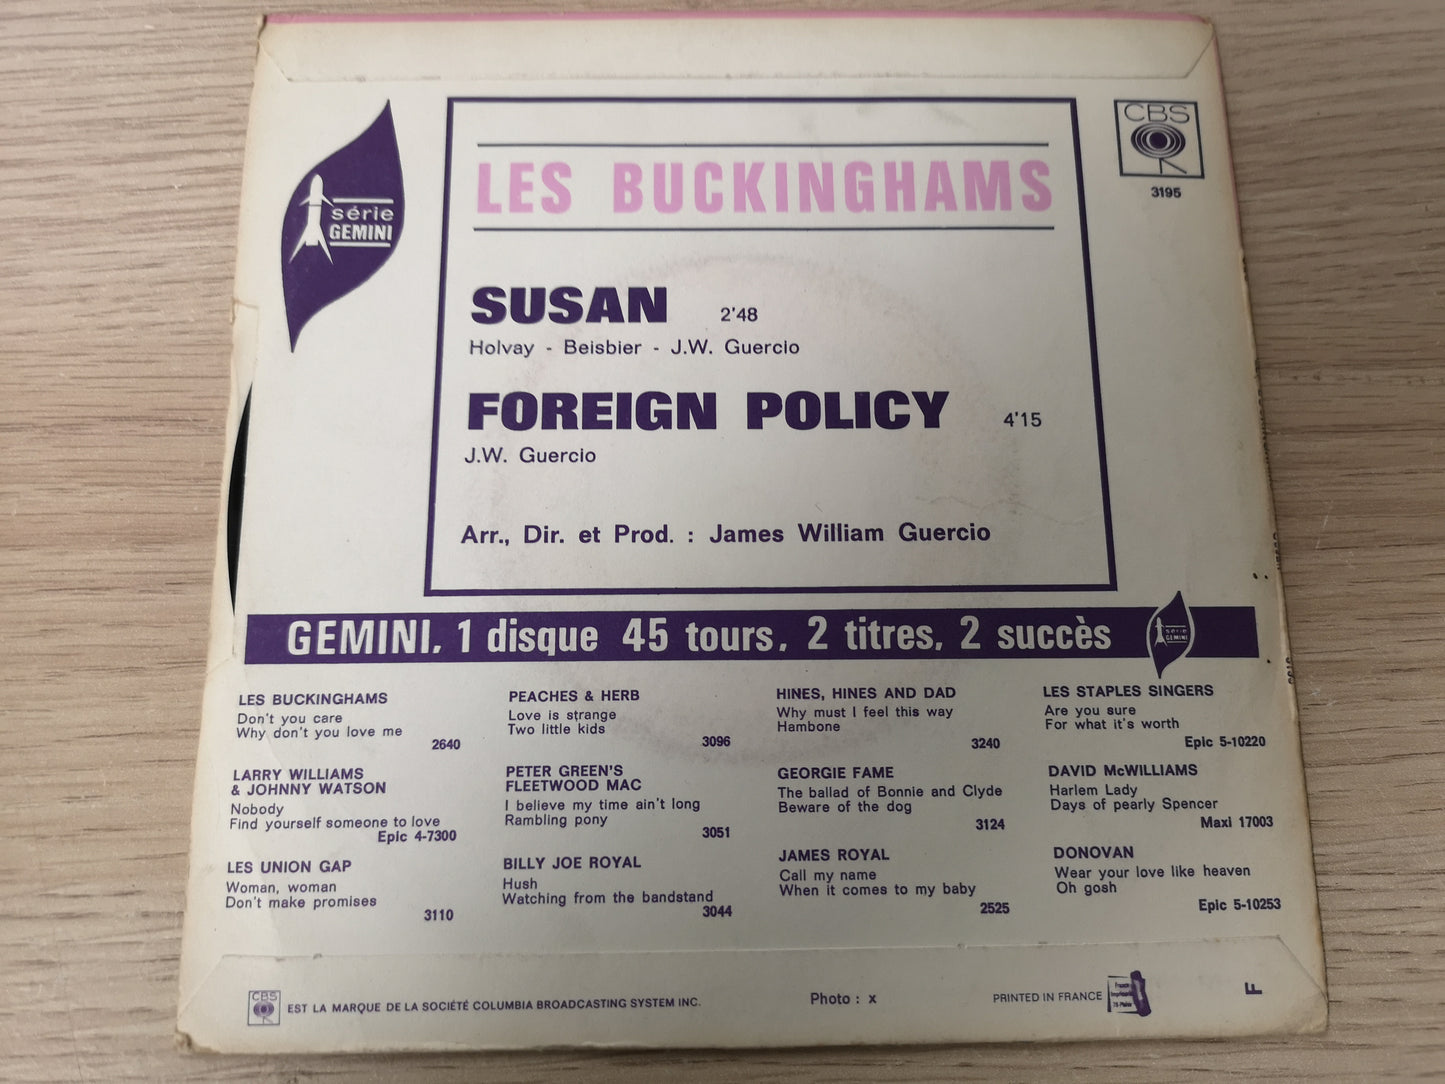 série
GEMINI
CBS
3195
LES BUCKINGHAMS
SUSAN 2'48
Holvay - Beisbier - J.W. Guercio
FOREIGN POLICY 4'15
J.W. Guercio
Arr., Dir. et Prod. : James William Guercio
GEMINI. 1 disque 45 tours. 2 titres. 2 succès
série
GEMINI
LES BUCKINGHAMS
Don't you care
Why don't you love me
2640
LARRY WILLIAMS
& JOHNNY WATSON
Nobody
Find yourself someone to love
Epic 4-7300
LES UNION GAP
Woman, woman
Don't make promises
3110
PEACHES & HERB
Love is strange
Two little kids
3096
PETER GREEN'S
FLEETWOOD MAC
I believe my time ain't long
Rambling pony
3051
BILLY JOE ROYAL
Hush
Watching from the bandstand
3044
HINES, HINES AND DAD
Why must I feel this way
Hambone
3240
GEORGIE FAME
The ballad of Bonnie and Clyde
Beware of the dog
3124
JAMES ROYAL
Call my name
When it comes to my baby
2525
LES STAPLES SINGERS
Are you sure
For what it's worth
Epic 5-10220
DAVID McWILLIAMS
Harlem Lady
Days of pearly Spencer
Maxi 17003
DONOVAN
Wear your love like heaven
Oh gosh
Epic 5-10253
CBS
EST LA MARQUE DE LA SOCIÉTÉ COLUMBIA BROADCASTING SYSTEM INC.
Photo : x
PRINTED IN FRANCE
F